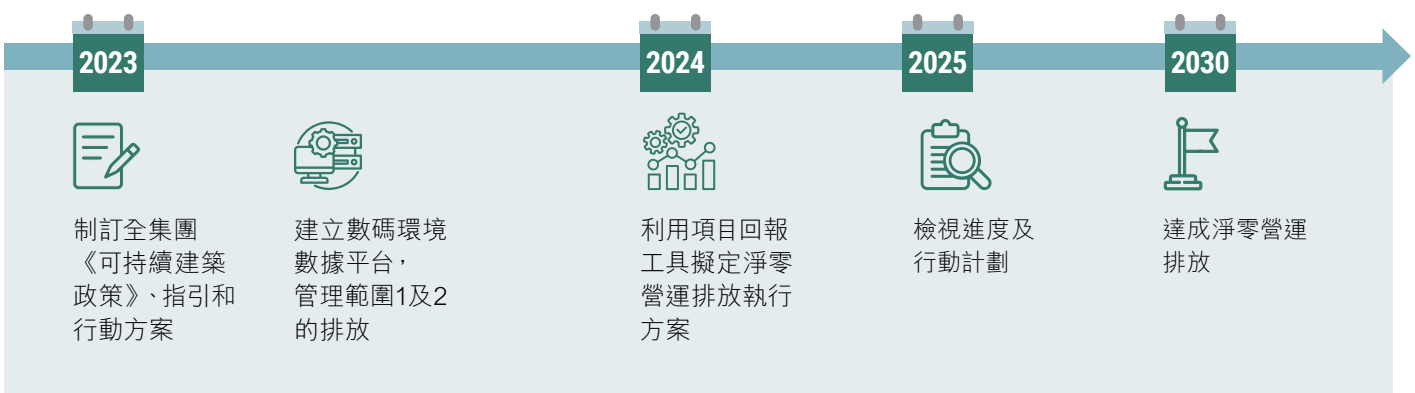 2023
制訂全集團
《可持續建築
政策》、指引和
行動方案
建立數碼環境
數據平台，
管理範圍1及2
的排放
2024
利用項目回報
工具擬定淨零
營運排放執行
方案
2025
檢視進度及
行動計劃
2030
達成淨零營運
排放